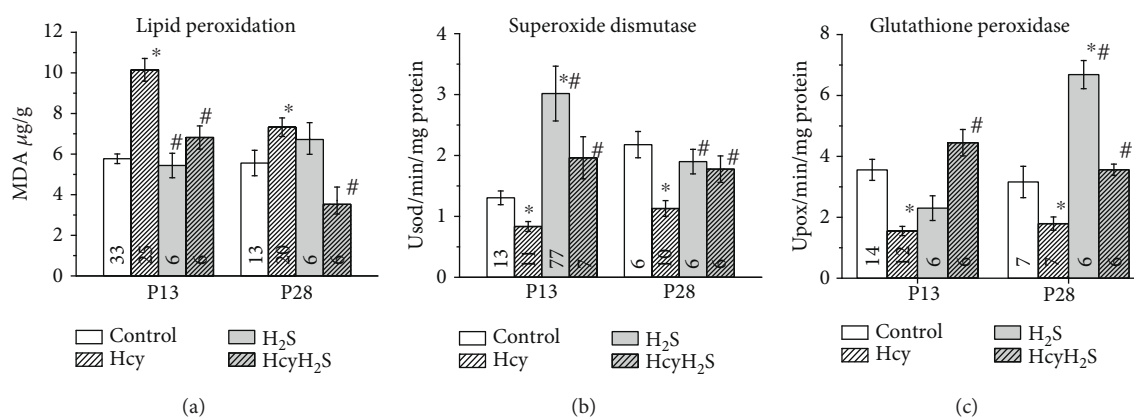 Lipid peroxidation
MDA µg/g
12
10
8
6
4
2
0
*
#
#
*
#
33
25
6
6
13
20
6
6
P13
P28
Control
Hcy
H₂S
HcyH₂S
(a)
Superoxide dismutase
Usod/min/mg protein
4
3
2
1
0
*
*#
#
*
#
#
13
11
77
7
6
10
6
6
P13
P28
Control
Hcy
H₂S
HcyH₂S
(b)
Glutathione peroxidase
Upox/min/mg protein
8
6
4
2
0
*
#
*
*#
#
14
12
6
6
7
7
6
6
P13
P28
Control
Hcy
H₂S
HcyH₂S
(c)